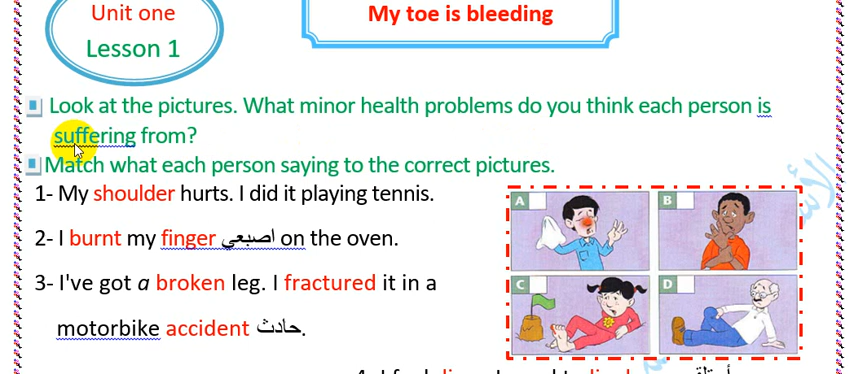 Unit one
Lesson 1
My toe is bleeding
Look at the pictures. What minor health problems do you think each person is
suffering from?
Match what each person saying to the correct pictures.
1- My shoulder hurts. I did it playing tennis.
2- I burnt my finger اصبعي on the oven.
3- I've got a broken leg. I fractured it in a
motorbike accident حادث.
A
B
C
D